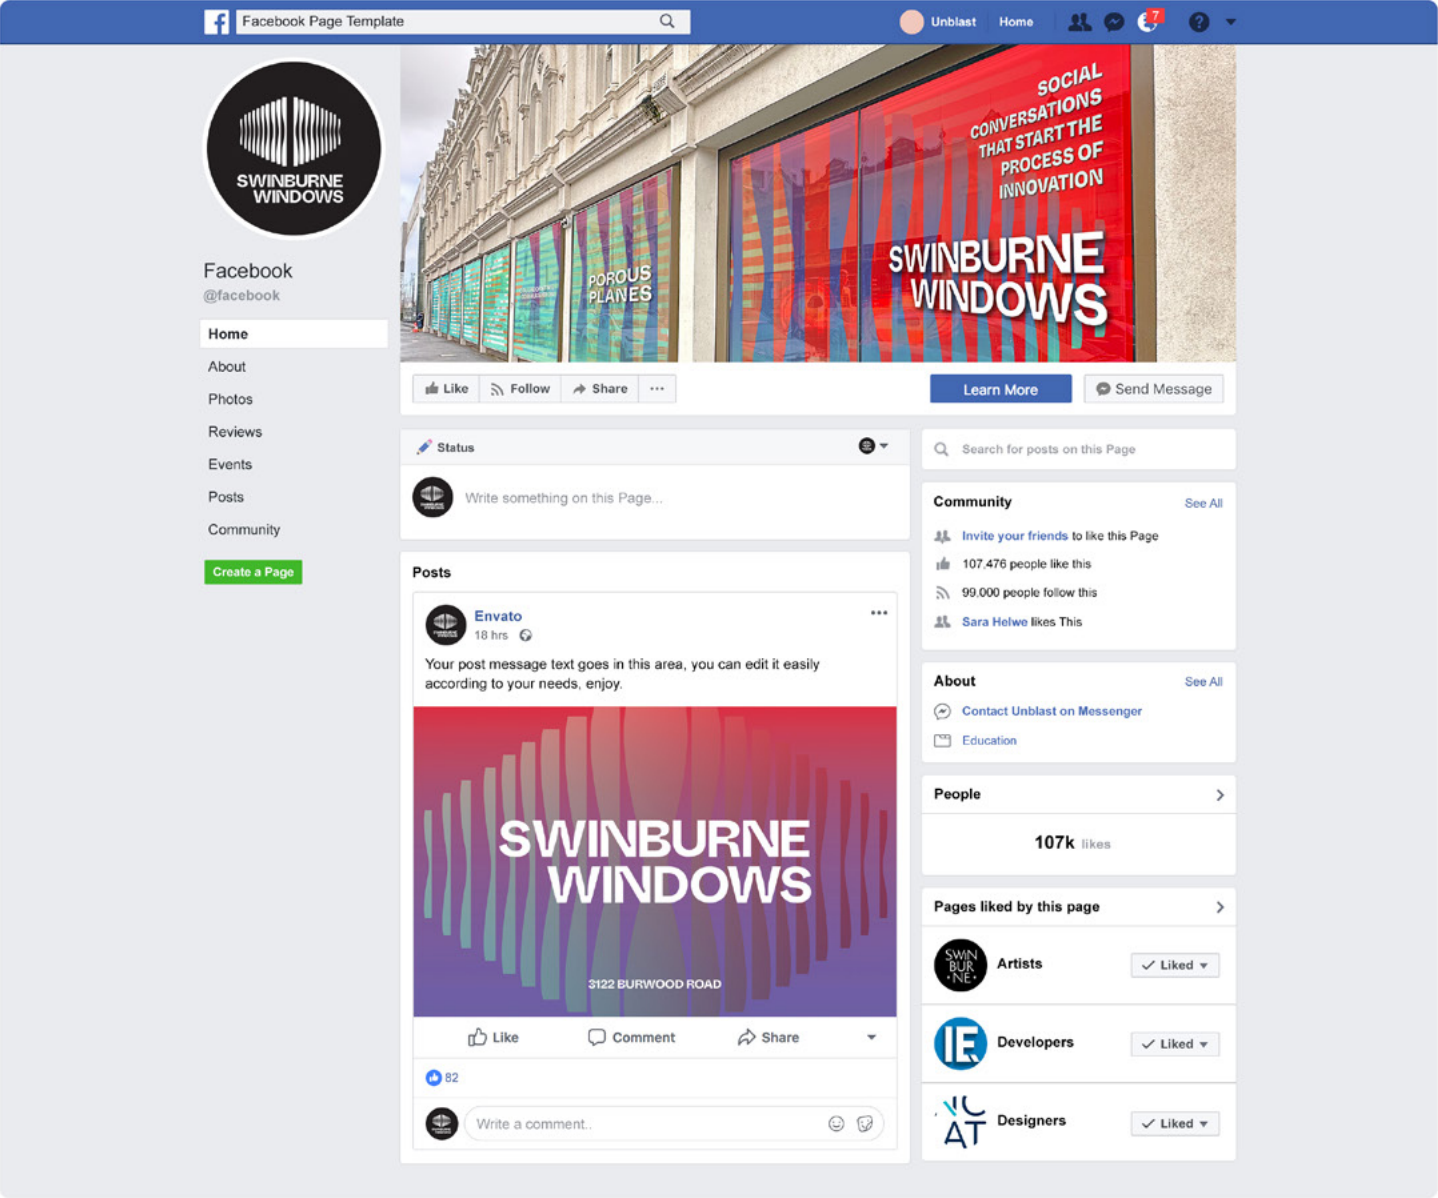 Facebook Page Template
Unblast
Home
7
SWINBURNE
WINDOWS
Facebook
@facebook
Home
About
Photos
Reviews
Events
Posts
Community
Create a Page
SOCIAL
CONVERSATIONS
THAT START THE
PROCESS OF
INNOVATION
SWINBURNE
WINDOWS
POROUS
PLANES
Like
Follow
Share
Learn More
Send Message
Status
Write something on this Page...
Posts
Envato
18 hrs
Your post message text goes in this area, you can edit it easily
according to your needs, enjoy.
SWINBURNE
WINDOWS
3122 BURWOOD ROAD
Like
Comment
Share
82
Write a comment..
Search for posts on this Page
Community
See All
Invite your friends to like this Page
107,476 people like this
99,000 people follow this
Sara Helwe likes This
About
See All
Contact Unblast on Messenger
Education
People
107k likes
Pages liked by this page
SWIN
BUR
•NE•
Artists
Liked
IE
Developers
Liked
AT
Designers
Liked